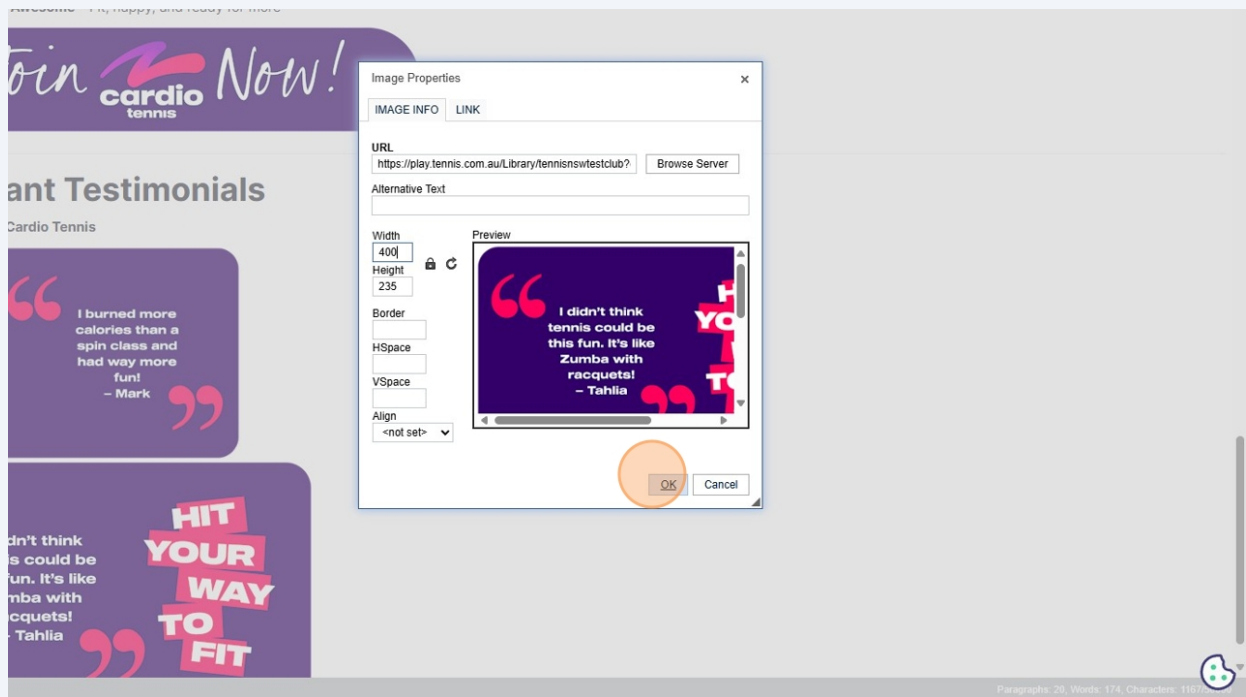 Awesome - Fit, happy, and ready for more
Join cardio tennis Now!
Image Properties
×
IMAGE INFO LINK
URL
https://play.tennis.com.au/Library/tennisnswtestclub? Browse Server
Alternative Text
Width
400
Height
235
Preview
I didn't think
tennis could be
this fun. It's like
Zumba with
racquets!
– Tahlia
Border
HSpace
VSpace
Align
<not set>
OK Cancel
ant Testimonials
Cardio Tennis
I burned more
calories than a
spin class and
had way more
fun!
– Mark
dn't think
is could be
fun. It's like
mba with
acquets!
Tahlia
HIT
YOUR
WAY
TO
FIT
Paragraphs: 20, Words: 174, Characters: 1167/